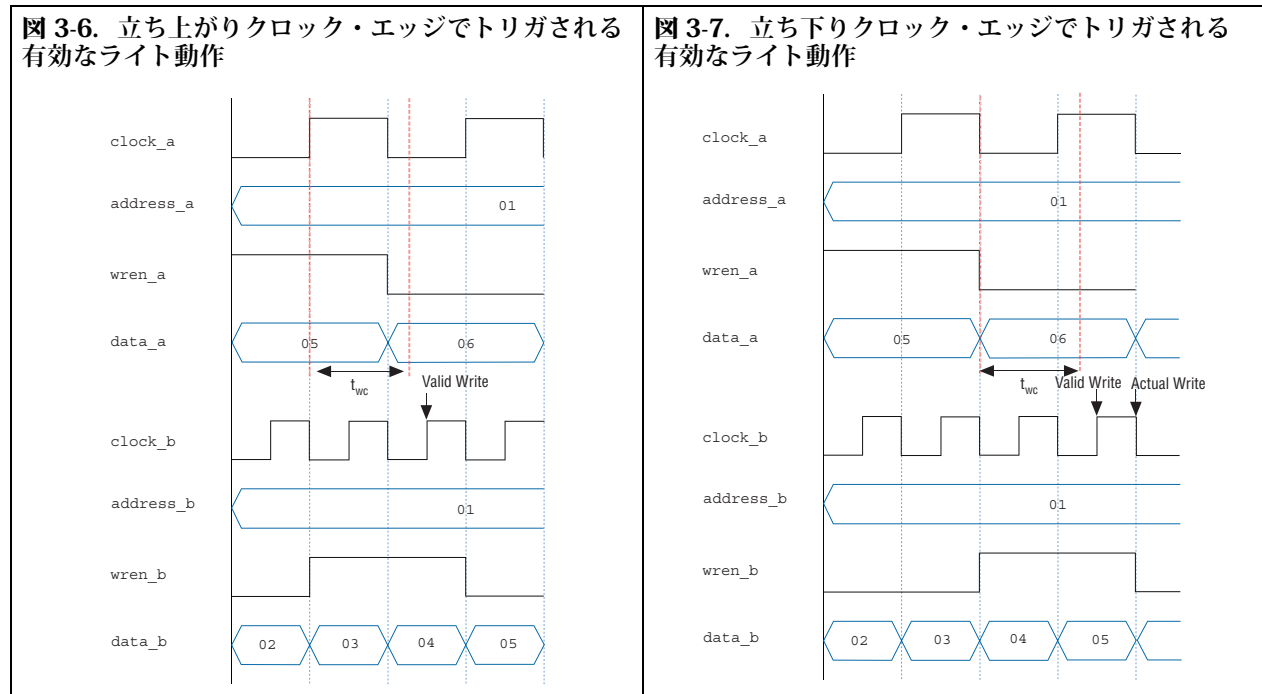 図 3-6. 立ち上がりクロック・エッジでトリガされる
有効なライト動作
clock_a
address_a
01
wren_a
data_a
05
06
t_wc
Valid Write
clock_b
address_b
01
wren_b
data_b
02
03
04
05
図 3-7. 立ち下りクロック・エッジでトリガされる
有効なライト動作
clock_a
address_a
01
wren_a
data_a
05
06
t_wc
Valid Write
Actual Write
clock_b
address_b
01
wren_b
data_b
02
03
04
05